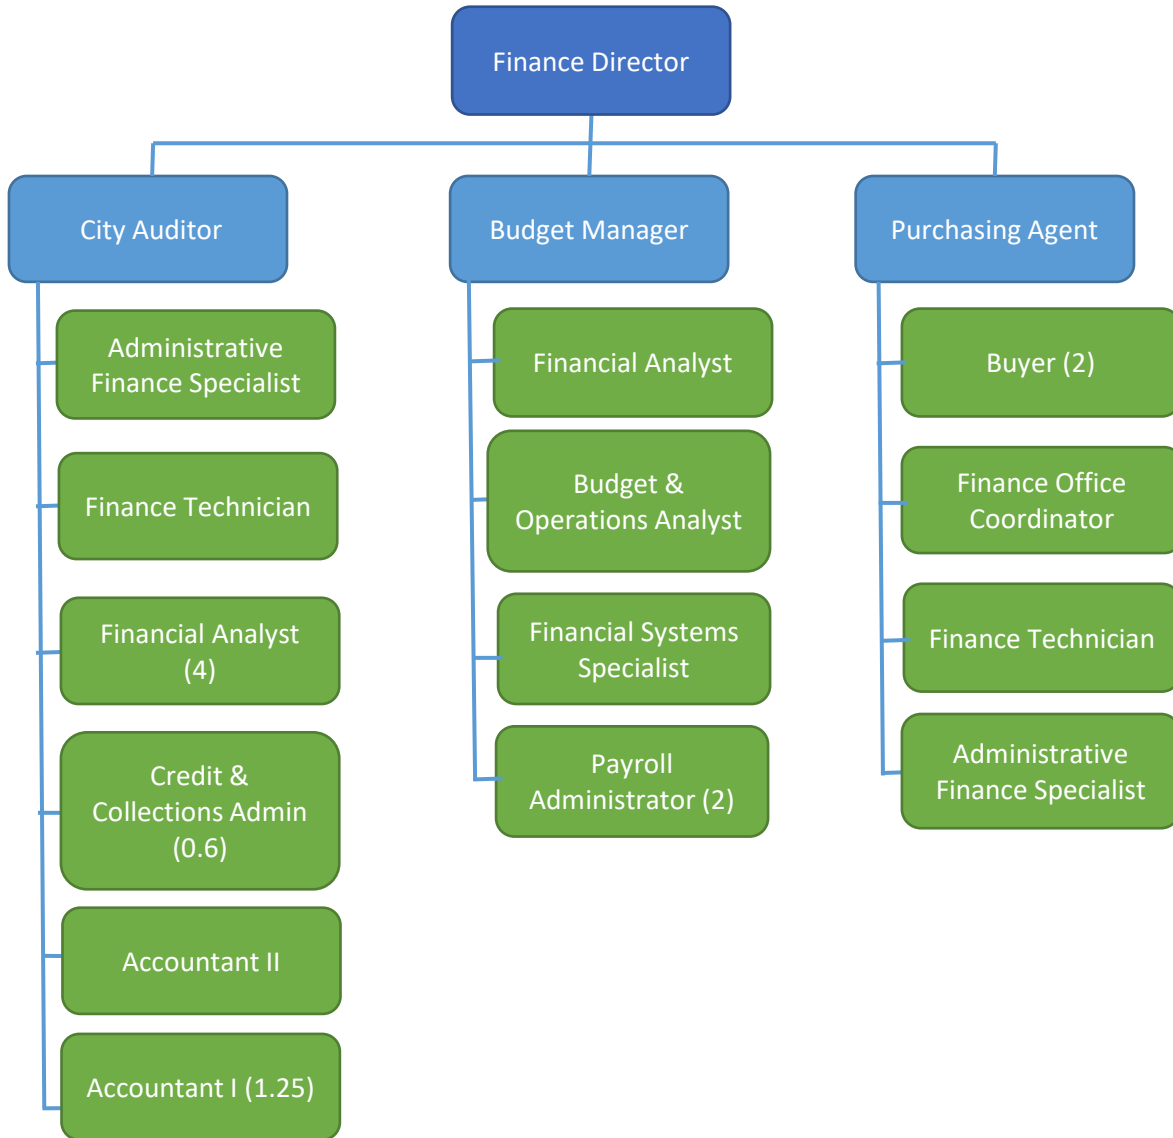 Finance Director
City Auditor
Budget Manager
Purchasing Agent
Administrative
Finance Specialist
Finance Technician
Financial Analyst
(4)
Credit &
Collections Admin
(0.6)
Accountant II
Accountant I (1.25)
Financial Analyst
Budget &
Operations Analyst
Financial Systems
Specialist
Payroll
Administrator (2)
Buyer (2)
Finance Office
Coordinator
Finance Technician
Administrative
Finance Specialist